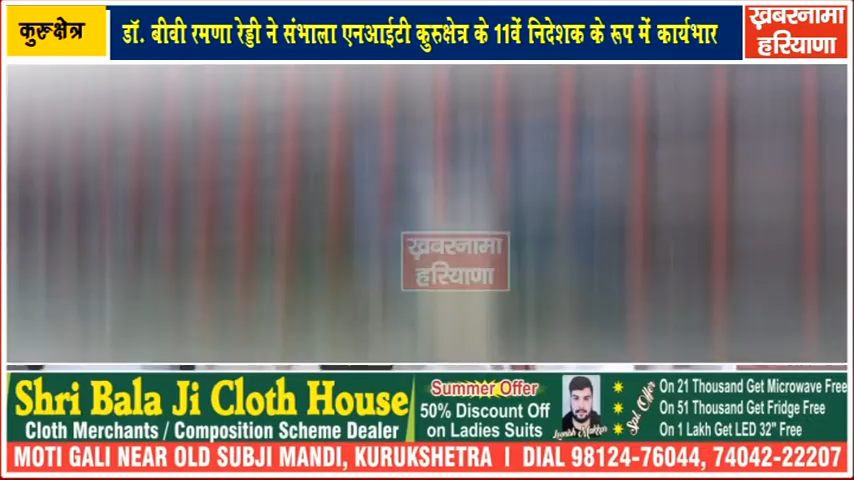 कुरूक्षेत्र
डॉ. बीवी रमणा रेड्डी ने संभाला एनआईटी कुरुक्षेत्र के 11वें निदेशक के रूप में कार्यभार
ख़बरनामा
हरियाणा
ख़बरनामा
हरियाणा
Shri Bala Ji Cloth House
Cloth Merchants / Composition Scheme Dealer
Summer Offer
50% Discount Off
on Ladies Suits
Spl Offer
On 21 Thousand Get Microwave Free
On 51 Thousand Get Fridge Free
On 1 Lakh Get LED 32" Free
MOTI GALI NEAR OLD SUBJI MANDI, KURUKSHETRA | DIAL 98124-76044, 74042-22207